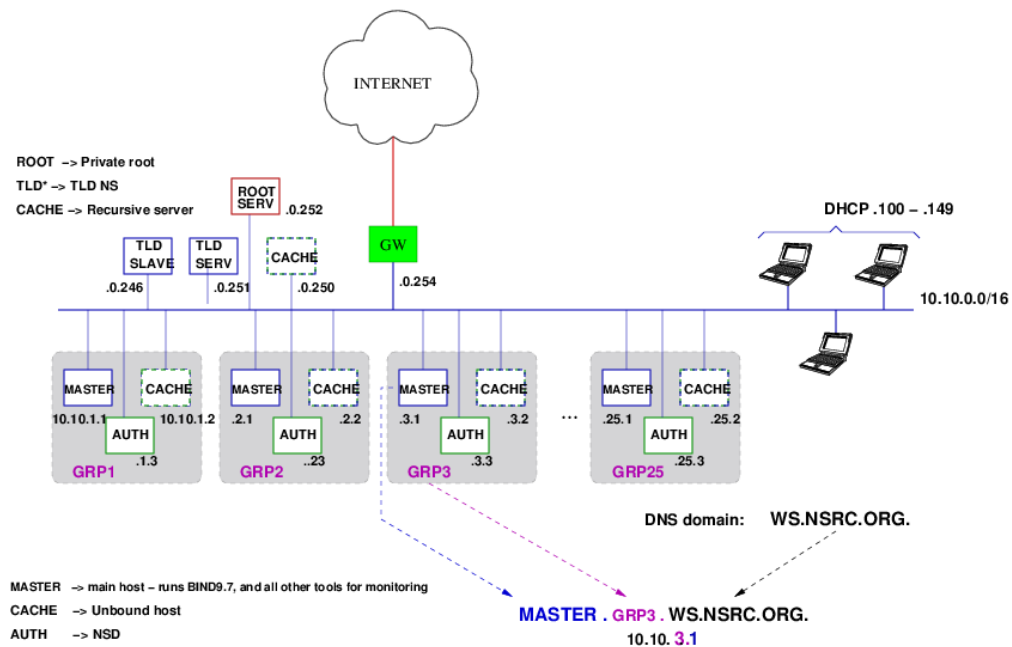 INTERNET
ROOT –> Private root
TLD* –> TLD NS
CACHE –> Recursive server
ROOT
SERV
.0.252
DHCP .100 – .149
TLD
SLAVE
TLD
SERV
CACHE
GW
.0.246
.0.251
.0.250
.0.254
10.10.0.0/16
MASTER
CACHE
10.10.1.1
10.10.1.2
AUTH
.1.3
GRP1
MASTER
CACHE
.2.1
.2.2
AUTH
..23
GRP2
MASTER
CACHE
.3.1
.3.2
AUTH
.3.3
GRP3
...
MASTER
CACHE
.25.1
.25.2
AUTH
.25.3
GRP25
DNS domain: WS.NSRC.ORG.
MASTER –> main host – runs BIND9.7, and all other tools for monitoring
CACHE –> Unbound host
AUTH –> NSD
MASTER . GRP3 . WS.NSRC.ORG.
10.10. 3.1